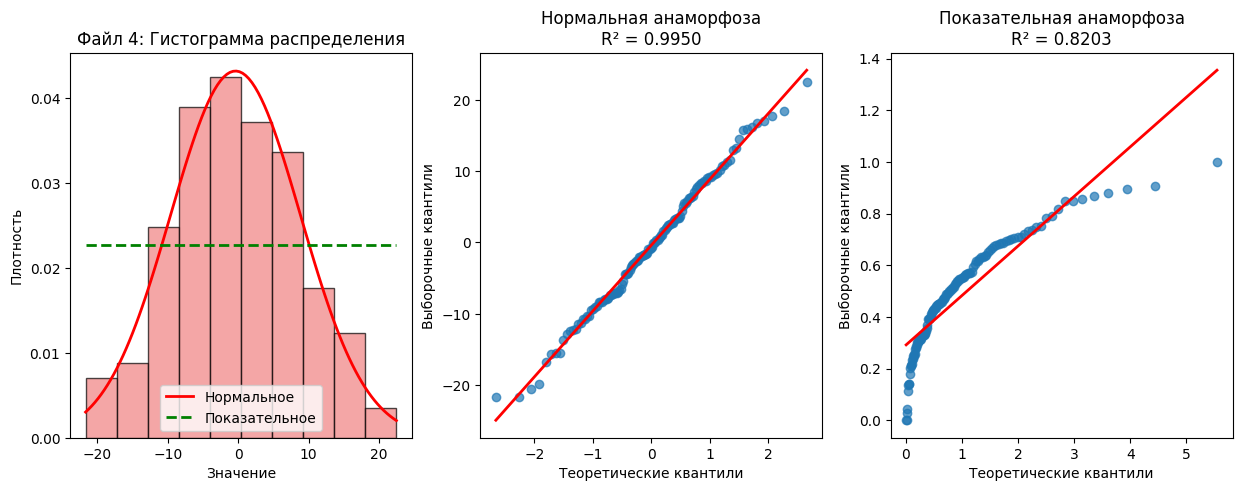 Файл 4: Гистограмма распределения
Плотность
0.04
0.03
0.02
0.01
0.00
−20
−10
0
10
20
Значение
Нормальное
Показательное
Нормальная анаморфоза
R² = 0.9950
Выборочные квантили
20
10
0
−10
−20
−2
−1
0
1
2
Теоретические квантили
Показательная анаморфоза
R² = 0.8203
Выборочные квантили
1.4
1.2
1.0
0.8
0.6
0.4
0.2
0.0
0
1
2
3
4
5
Теоретические квантили